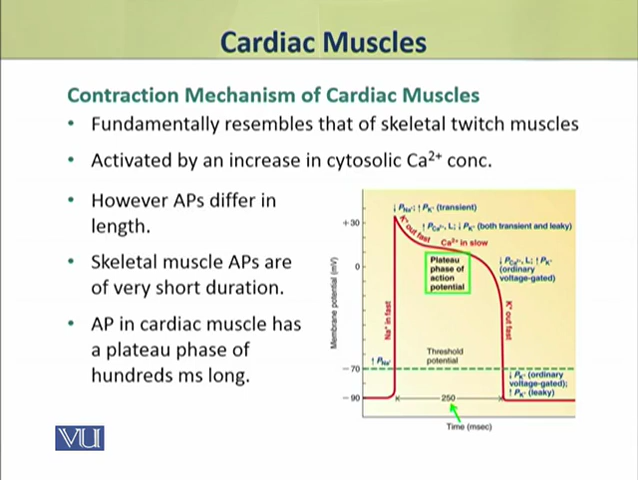 Cardiac Muscles
Contraction Mechanism of Cardiac Muscles
• Fundamentally resembles that of skeletal twitch muscles
• Activated by an increase in cytosolic Ca²⁺ conc.
• However APs differ in
length.
• Skeletal muscle APs are
of very short duration.
• AP in cardiac muscle has
a plateau phase of
hundreds ms long.
Membrane potential (mV)
+30
0
−70
−90
↓ PNa⁺; ↑ PK⁺ (transient)
↑ PCa²⁺, L; ↓ PK⁺ (both transient and leaky)
K⁺ out fast
Ca²⁺ in slow
Plateau
phase of
action
potential
↓ PCa²⁺, L; ↑ PK⁺
(ordinary
voltage-gated)
Na⁺ in fast
K⁺ out fast
↑ PNa⁺
Threshold
potential
↓ PK⁺ (ordinary
voltage-gated);
↑ PK⁺ (leaky)
250
Time (msec)
VU